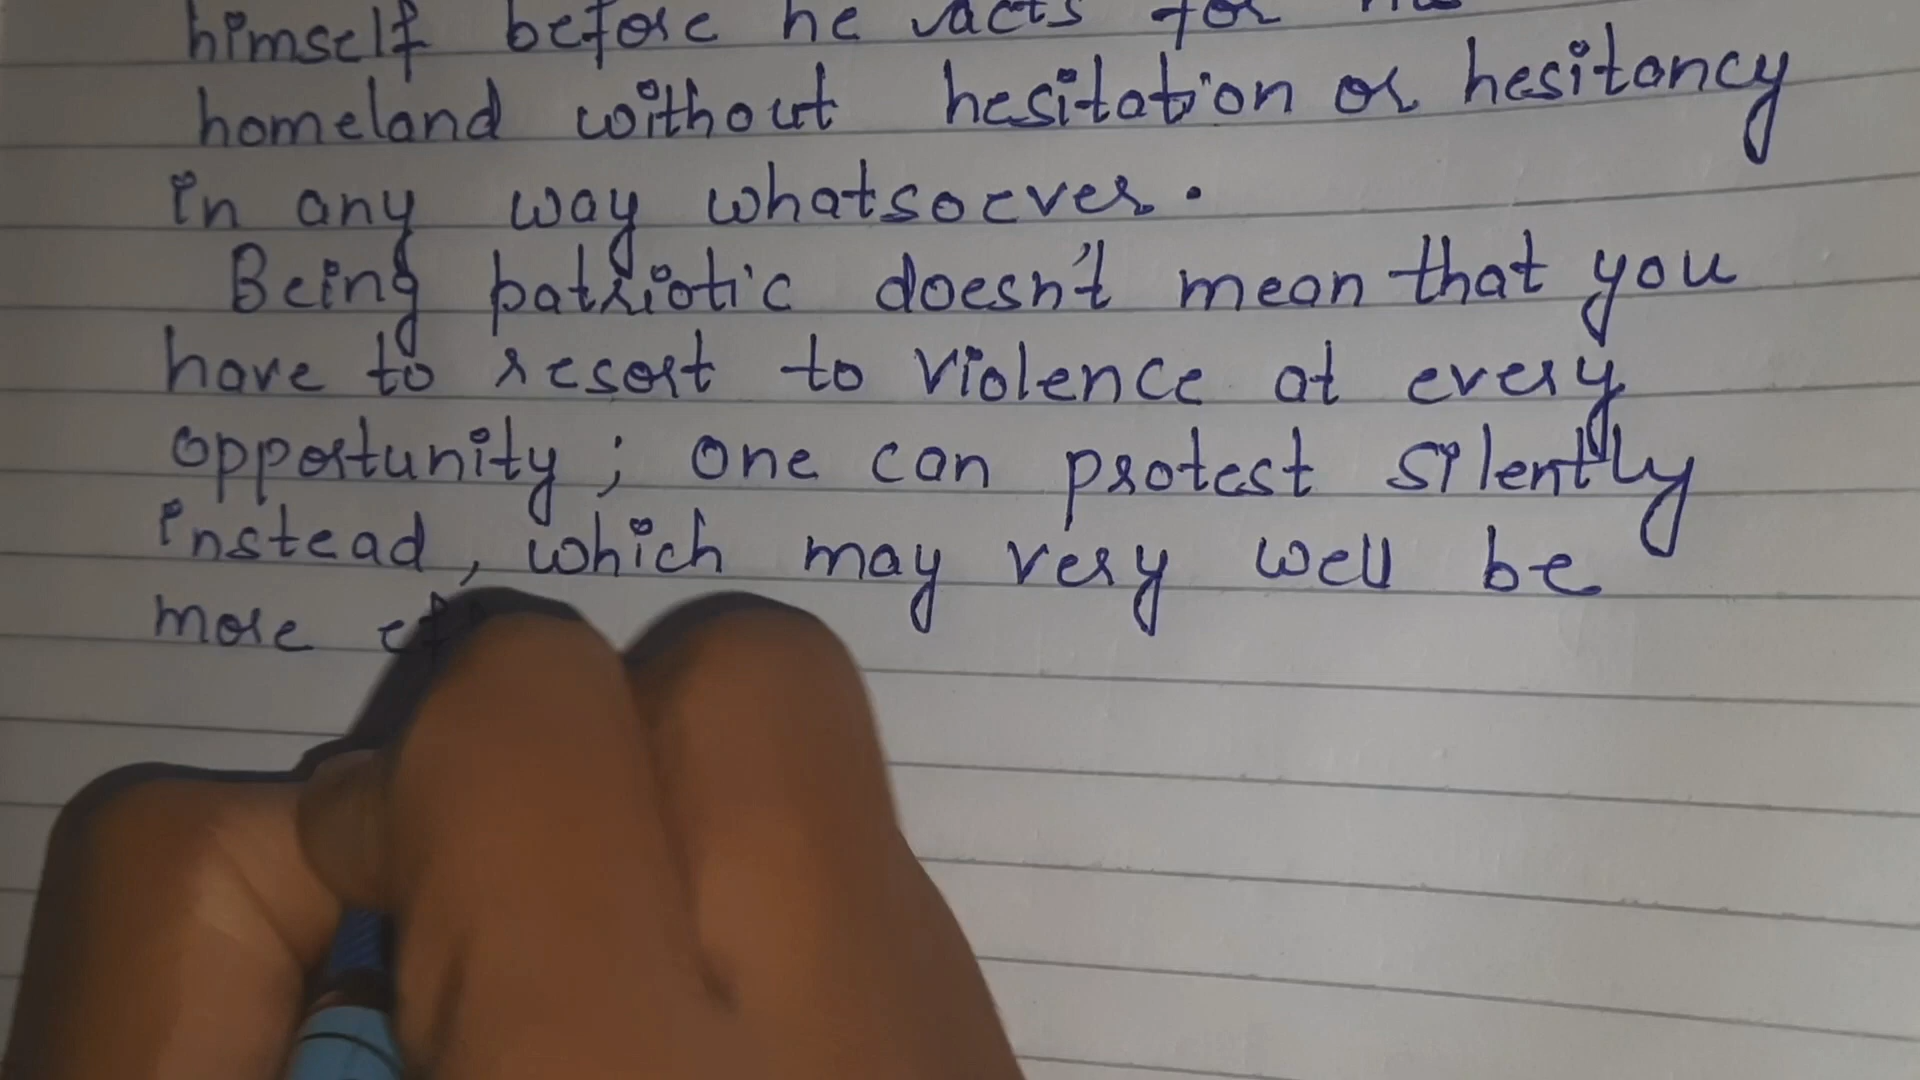 himself before he acts for
homeland without hesitation or hesitancy
in any way whatsoever.
Being patriotic doesn't mean that you
have to resort to violence at every
opportunity; one can protest silently
instead, which may very well be
more